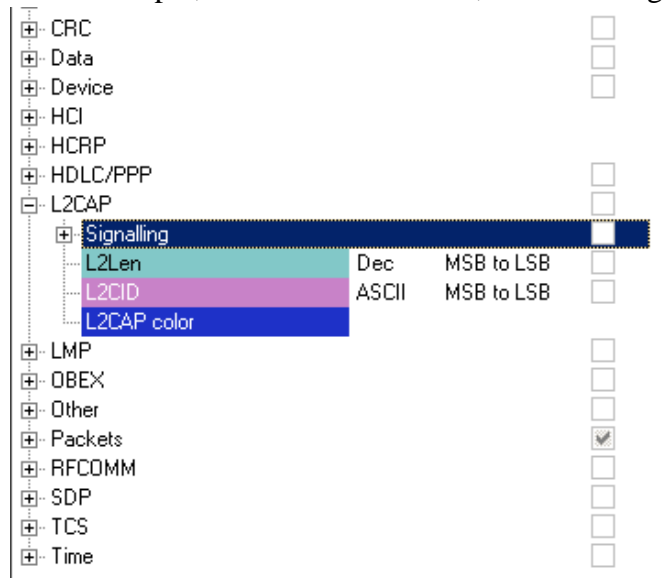 CRC
Data
Device
HCI
HCRP
HDLC/PPP
L2CAP
Signalling
L2Len Dec MSB to LSB
L2CID ASCII MSB to LSB
L2CAP color
LMP
OBEX
Other
Packets
RFCOMM
SDP
TCS
Time